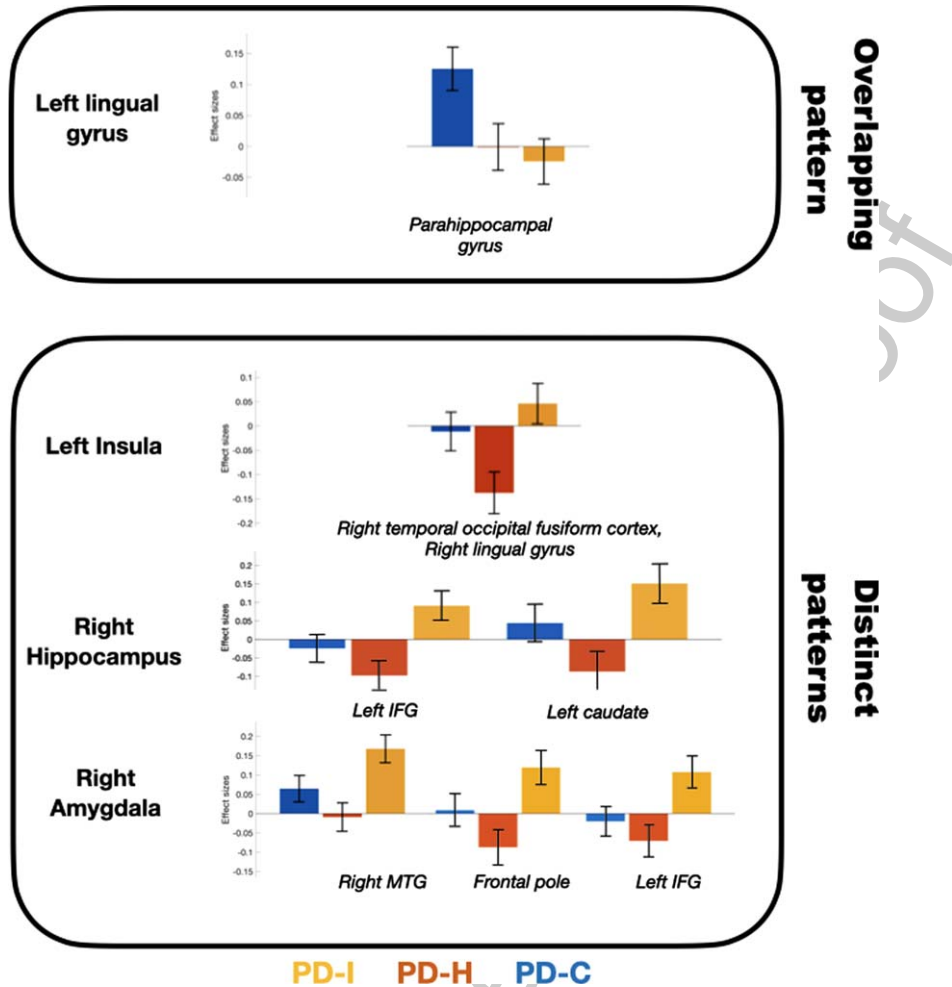 Left lingual
gyrus
Effect sizes
0.15
0.1
0.05
0
-0.05
Parahippocampal
gyrus
Overlapping
pattern
Left Insula
Effect sizes
0.1
0.05
0
-0.05
-0.1
-0.15
-0.2
Right temporal occipital fusiform cortex,
Right lingual gyrus
Right
Hippocampus
Effect sizes
0.2
0.15
0.1
0.05
0
-0.05
-0.1
Left IFG Left caudate
Right
Amygdala
Effect sizes
0.2
0.15
0.1
0.05
0
-0.05
-0.1
-0.15
Right MTG Frontal pole Left IFG
Distinct
patterns
PD-I PD-H PD-C